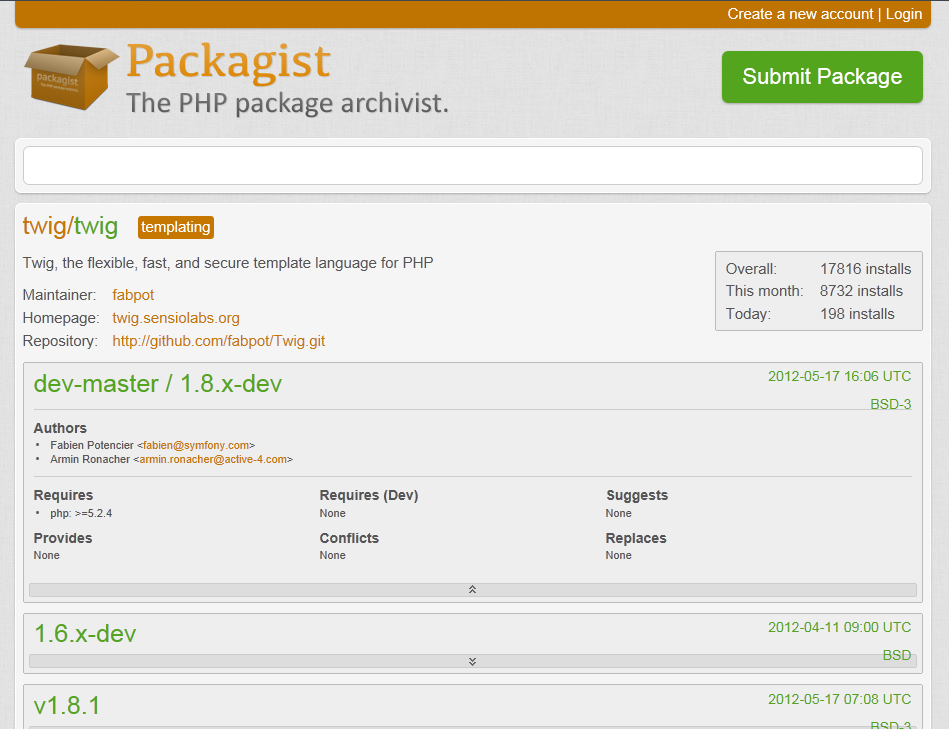 Create a new account | Login
packagist
Packagist
The PHP package archivist.
Submit Package
twig/twig templating
Twig, the flexible, fast, and secure template language for PHP
Maintainer: fabpot
Homepage: twig.sensiolabs.org
Repository: http://github.com/fabpot/Twig.git
Overall: 17816 installs
This month: 8732 installs
Today: 198 installs
dev-master / 1.8.x-dev 2012-05-17 16:06 UTC
BSD-3
Authors
• Fabien Potencier <fabien@symfony.com>
• Armin Ronacher <armin.ronacher@active-4.com>
Requires Requires (Dev) Suggests
• php: >=5.2.4 None None
Provides Conflicts Replaces
None None None
1.6.x-dev 2012-04-11 09:00 UTC
BSD
v1.8.1 2012-05-17 07:08 UTC
BSD-3